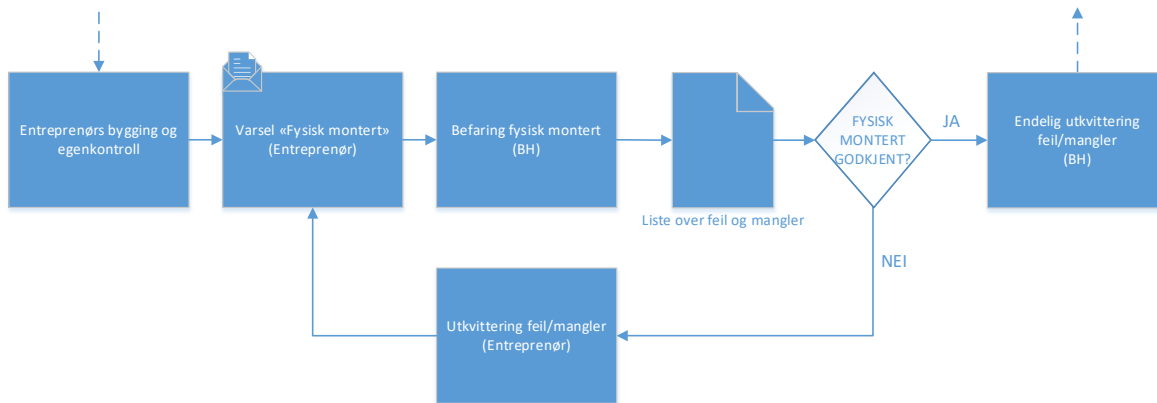 Entreprenørs bygging og
egenkontroll
Varsel «Fysisk montert»
(Entreprenør)
Befaring fysisk montert
(BH)
Liste over feil og mangler
FYSISK
MONTERT
GODKJENT?
JA
Endelig utkvittering
feil/mangler
(BH)
NEI
Utkvittering feil/mangler
(Entreprenør)